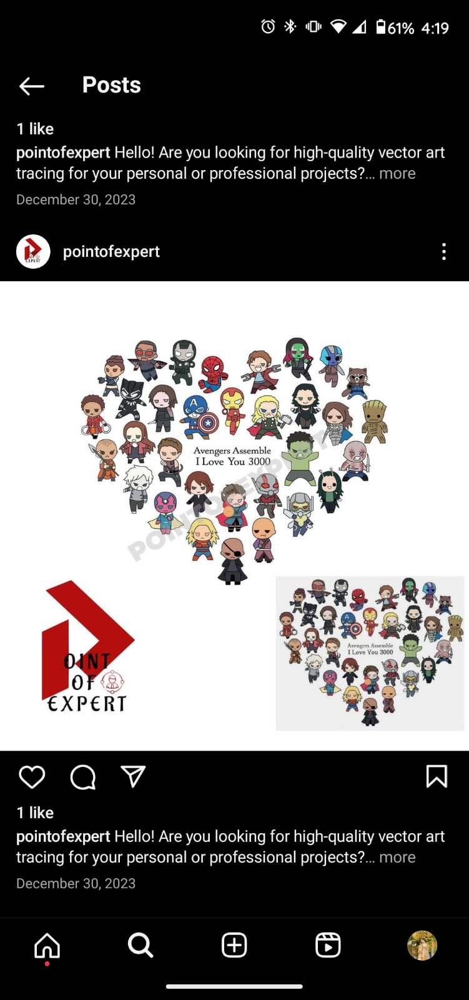 61% 4:19
Posts
1 like
pointofexpert Hello! Are you looking for high-quality vector art
tracing for your personal or professional projects?... more
December 30, 2023
OF
EXPERT
pointofexpert
A
Avengers Assemble
I Love You 3000
POINTOFEXPERT
OINT
OF
EXPERT
A
Avengers Assemble
I Love You 3000
1 like
pointofexpert Hello! Are you looking for high-quality vector art
tracing for your personal or professional projects?... more
December 30, 2023